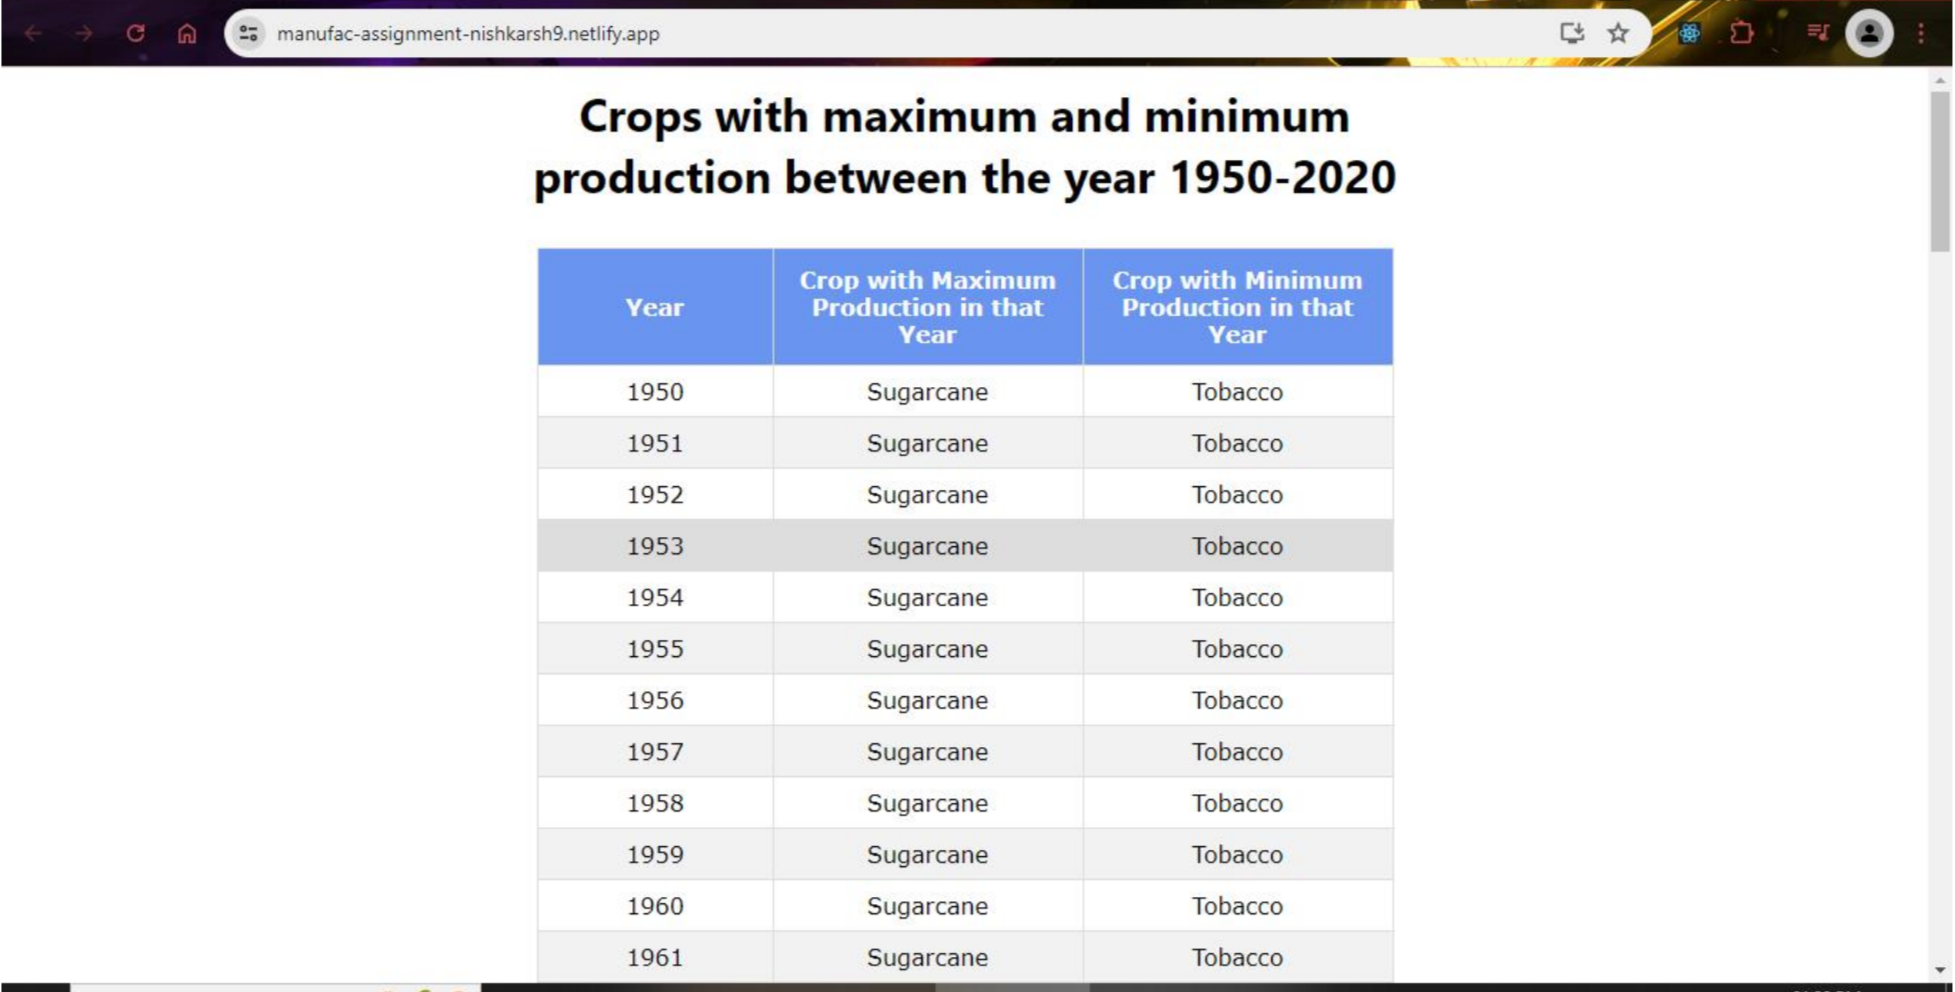 manufac-assignment-nishkarsh9.netlify.app
Crops with maximum and minimum
production between the year 1950-2020
Year
Crop with Maximum
Production in that
Year
Crop with Minimum
Production in that
Year
1950 Sugarcane Tobacco
1951 Sugarcane Tobacco
1952 Sugarcane Tobacco
1953 Sugarcane Tobacco
1954 Sugarcane Tobacco
1955 Sugarcane Tobacco
1956 Sugarcane Tobacco
1957 Sugarcane Tobacco
1958 Sugarcane Tobacco
1959 Sugarcane Tobacco
1960 Sugarcane Tobacco
1961 Sugarcane Tobacco